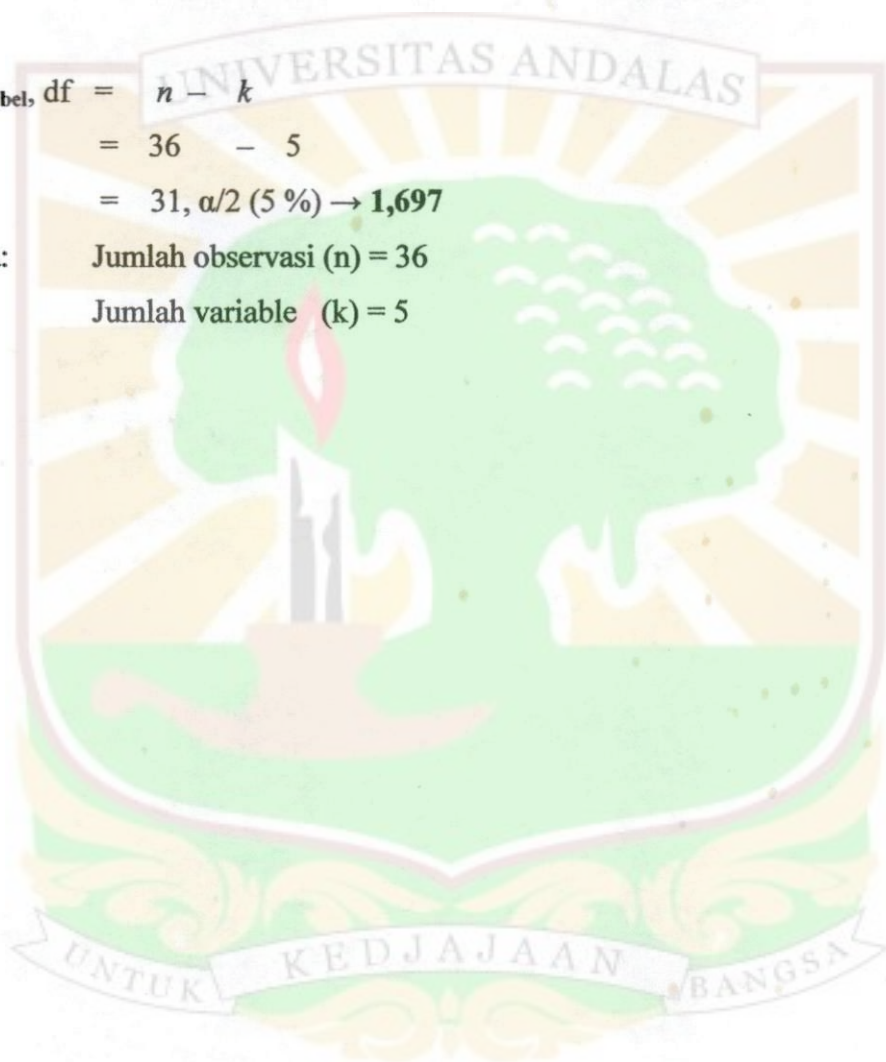 UNIVERSITAS ANDALAS
bel, df = n – k
= 36 – 5
= 31, α/2 (5 %) → 1,697
: Jumlah observasi (n) = 36
Jumlah variable (k) = 5
UNTUK KEDJAJAAN BANGSA